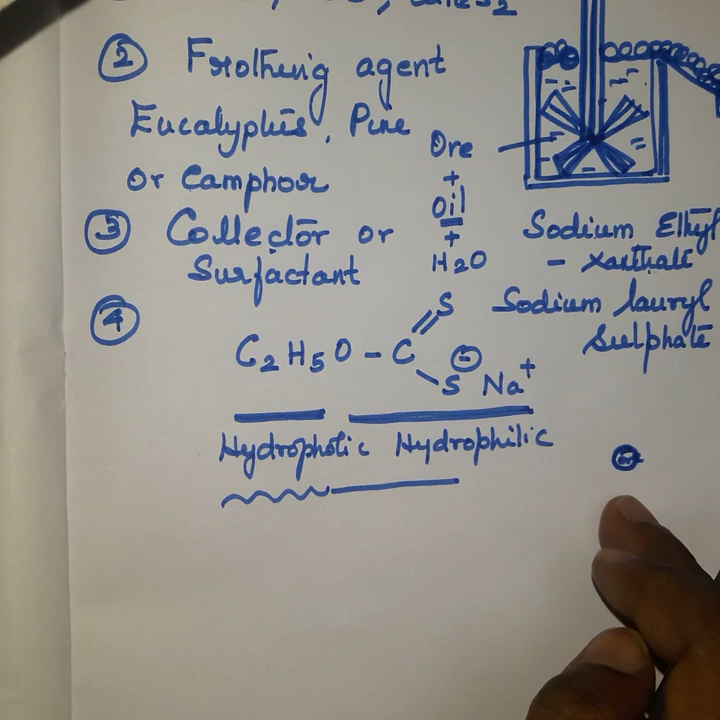 ② Frothing agent
Eucalyptus, Pine
or Camphor
Ore
+
Oil
+
H2O
③ Collector or
Surfactant
Sodium Ethyl
- xanthate
Sodium lauryl
Sulphate
④
S
C2H5O - C
S⊖ Na+
Hydrophobic Hydrophilic